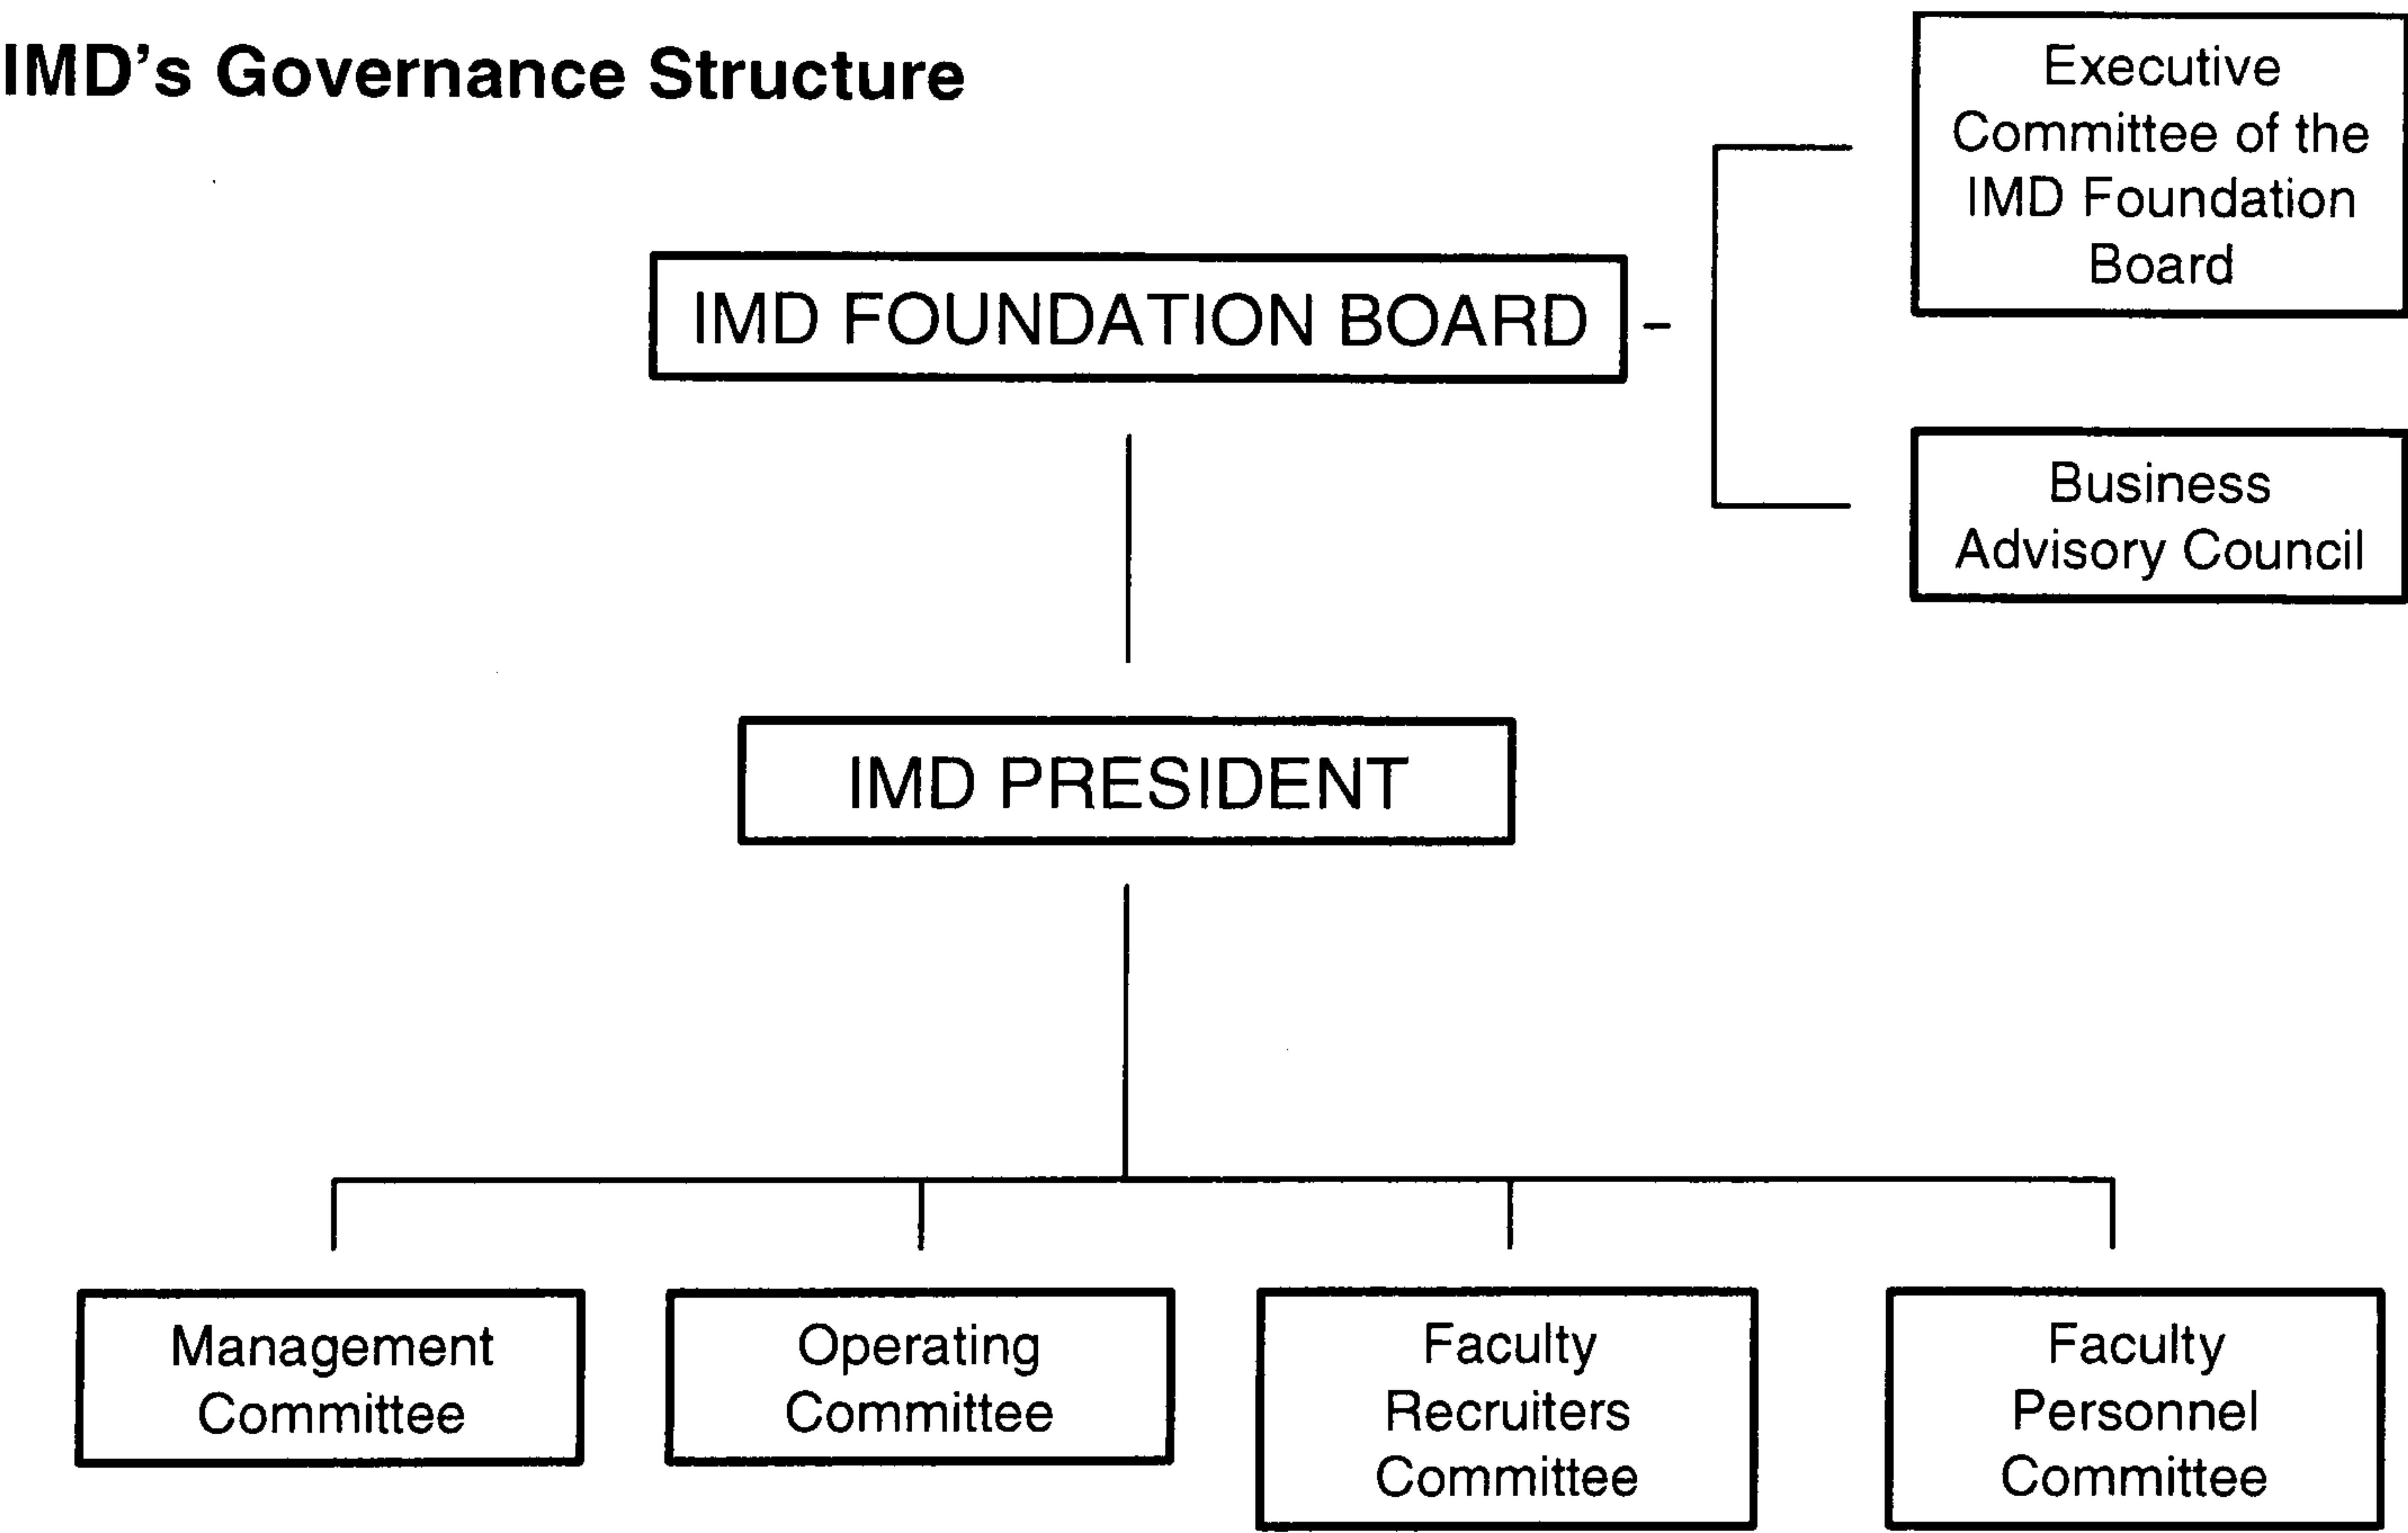 IMD's Governance Structure
Executive
Committee of the
IMD Foundation
Board
IMD FOUNDATION BOARD
Business
Advisory Council
IMD PRESIDENT
Management
Committee
Operating
Committee
Faculty
Recruiters
Committee
Faculty
Personnel
Committee